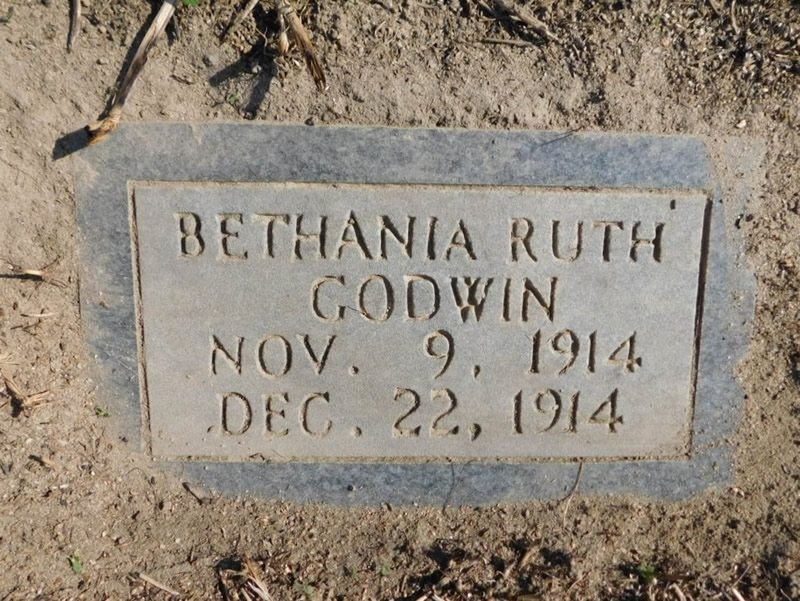 BETHANIA RUTH
GODWIN
NOV. 9, 1914
DEC. 22, 1914